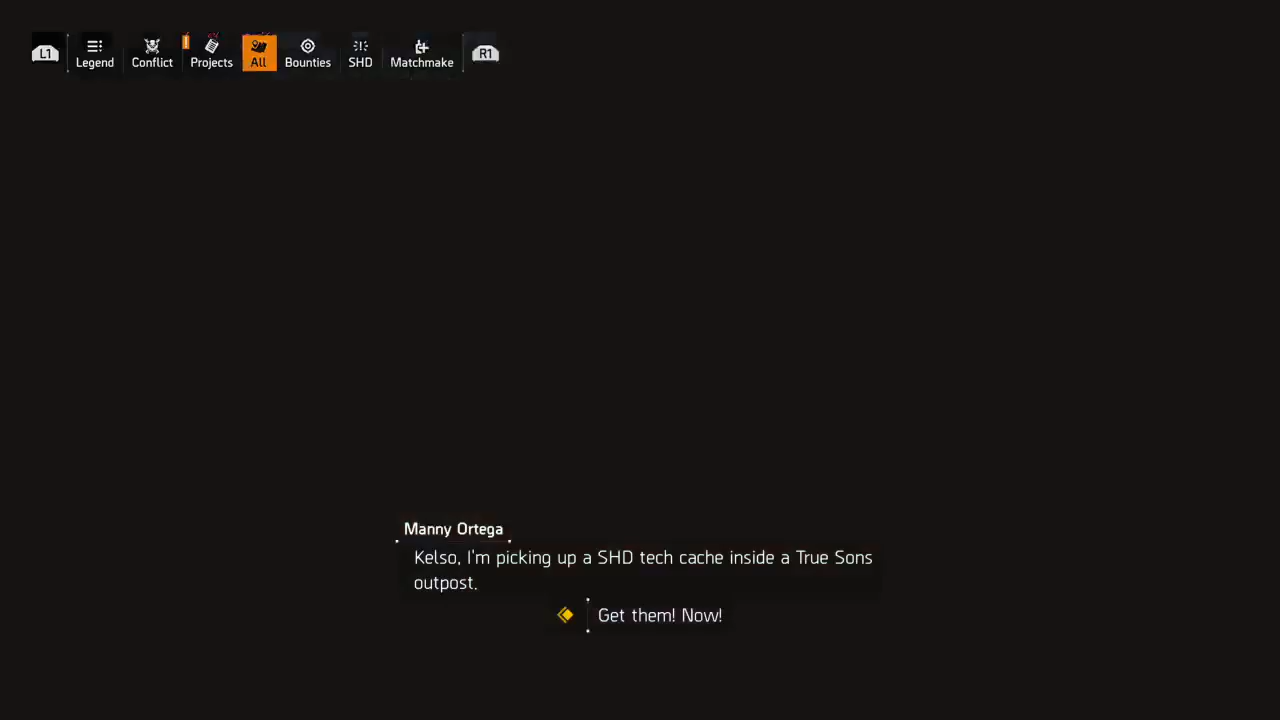 L1 Legend Conflict Projects All Bounties SHD Matchmake R1
Manny Ortega
Kelso, I'm picking up a SHD tech cache inside a True Sons
outpost.
Get them! Now!